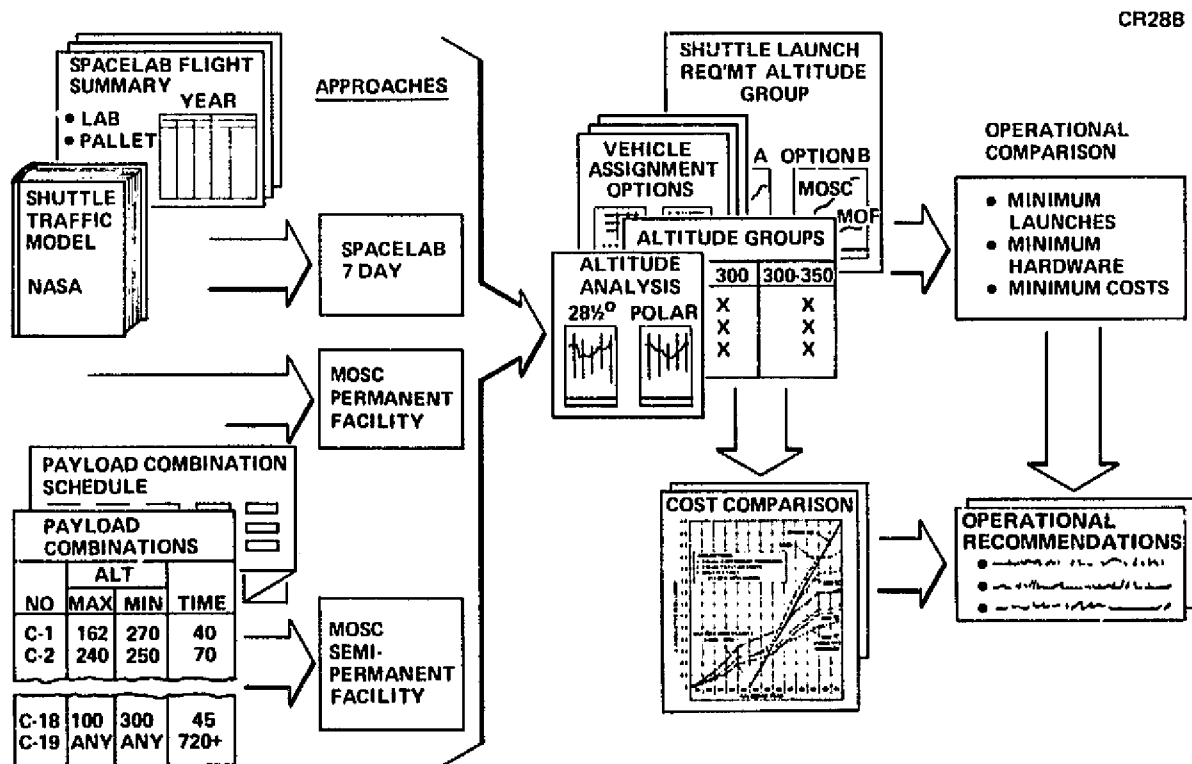 CR28B
SPACELAB FLIGHT
SUMMARY
YEAR
• LAB
• PALLET
SHUTTLE
TRAFFIC
MODEL
NASA
APPROACHES
SPACELAB
7 DAY
MOSC
PERMANENT
FACILITY
MOSC
SEMI-
PERMANENT
FACILITY
PAYLOAD COMBINATION
SCHEDULE
PAYLOAD
COMBINATIONS
ALT
NO MAX MIN TIME
C-1 162 270 40
C-2 240 250 70
C-18 100 300 45
C-19 ANY ANY 720+
SHUTTLE LAUNCH
REQ'MT ALTITUDE
GROUP
A OPTION B
MOSC
MOF
VEHICLE
ASSIGNMENT
OPTIONS
ALTITUDE GROUPS
300 300-350
X X
X X
X X
ALTITUDE
ANALYSIS
28½° POLAR
OPERATIONAL
COMPARISON
• MINIMUM
LAUNCHES
• MINIMUM
HARDWARE
• MINIMUM COSTS
COST COMPARISON
OPERATIONAL
RECOMMENDATIONS